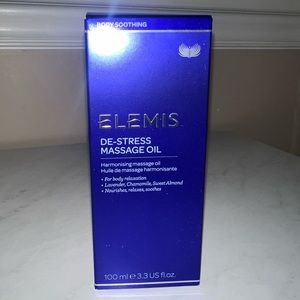 BODY SOOTHING
ELEMIS
DE-STRESS
MASSAGE OIL
Harmonising massage oil
Huile de massage harmonisante
• For body relaxation
• Lavender, Chamomile, Sweet Almond
• Nourishes, relaxes, soothes
100 ml ℮ 3.3 US fl.oz.